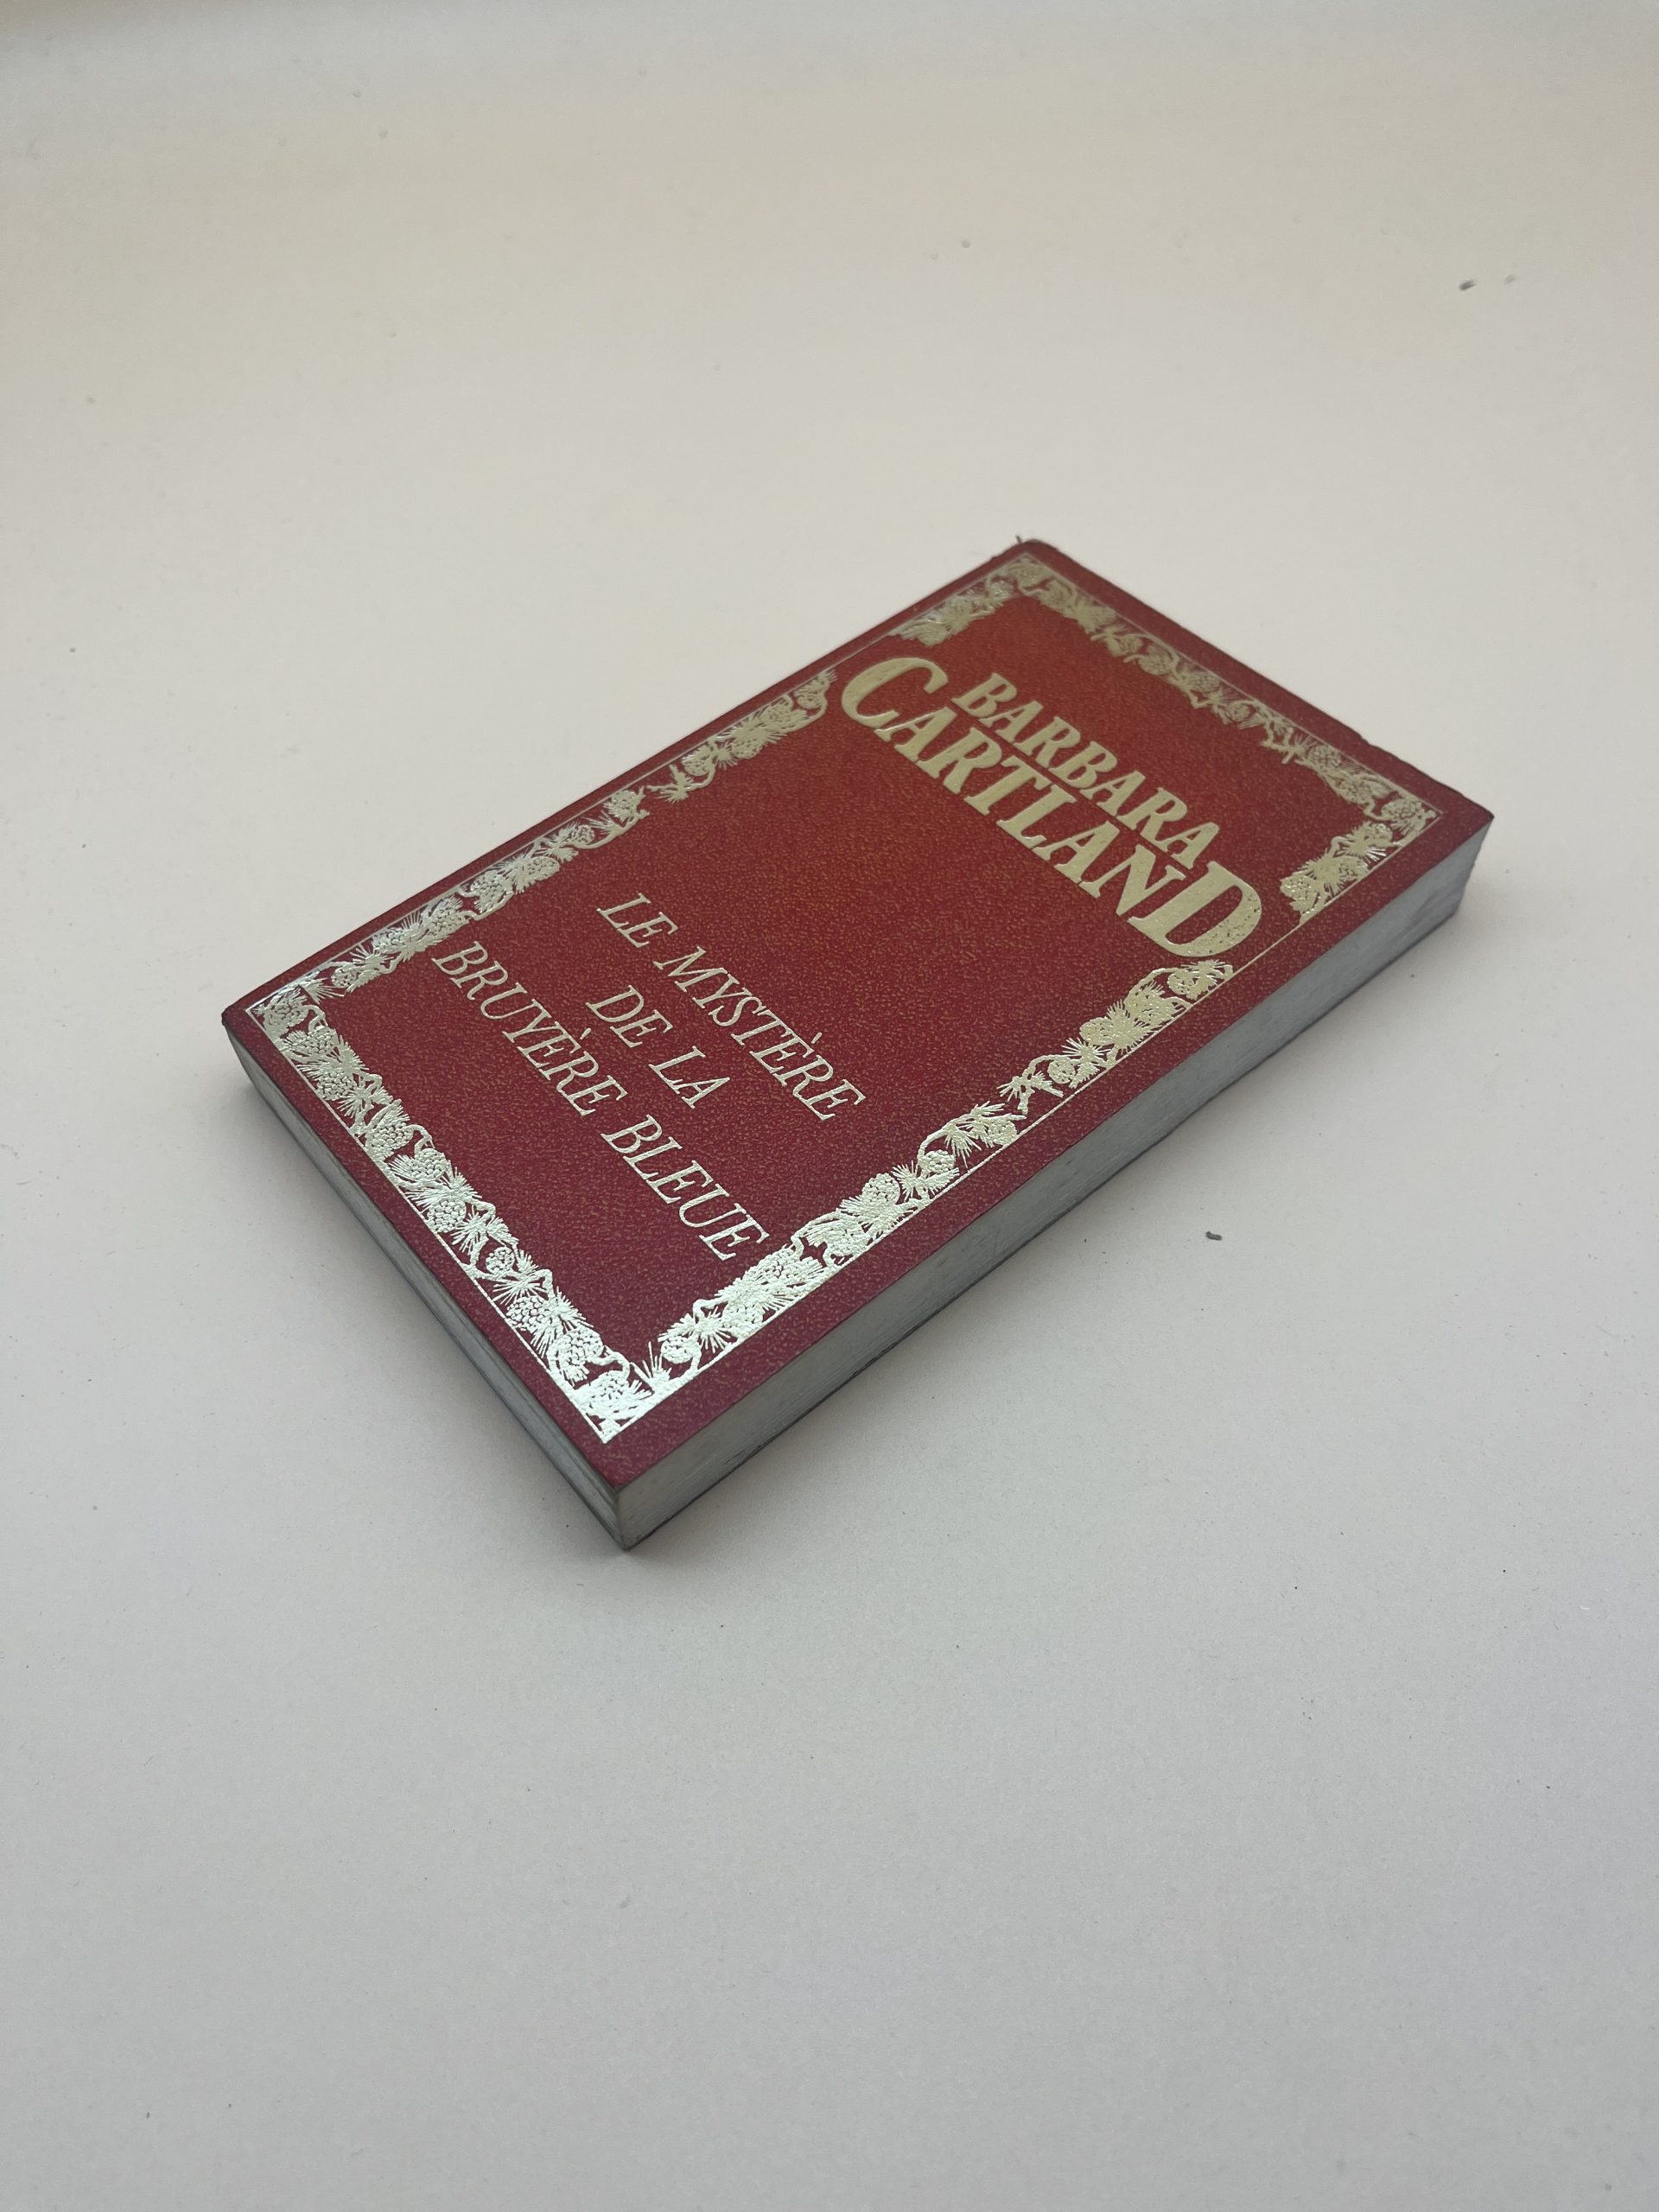 BARBARA
CARTLAND
LE MYSTÈRE
DE LA
BRUYÈRE BLEUE